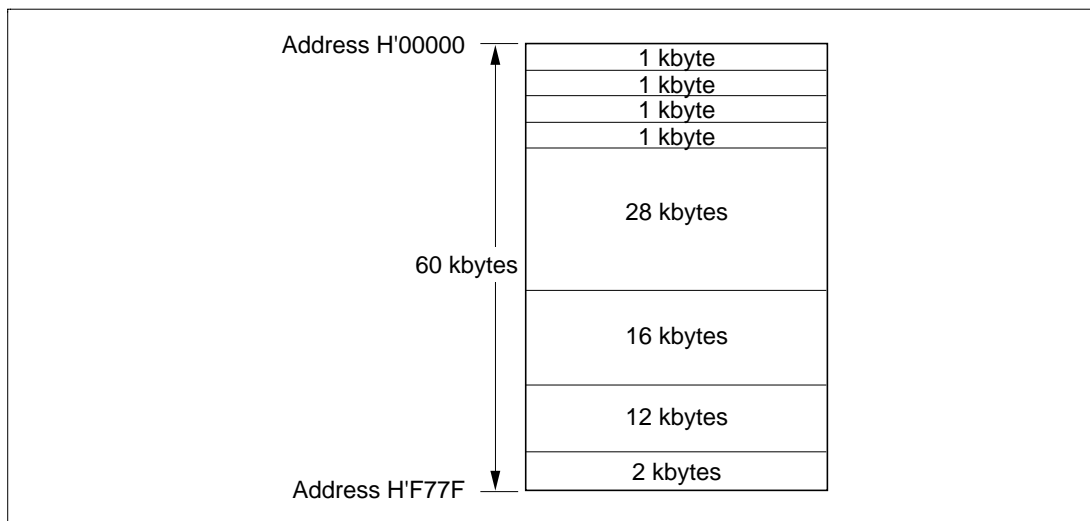 Address H'00000
1 kbyte
1 kbyte
1 kbyte
1 kbyte
28 kbytes
60 kbytes
16 kbytes
12 kbytes
2 kbytes
Address H'F77F